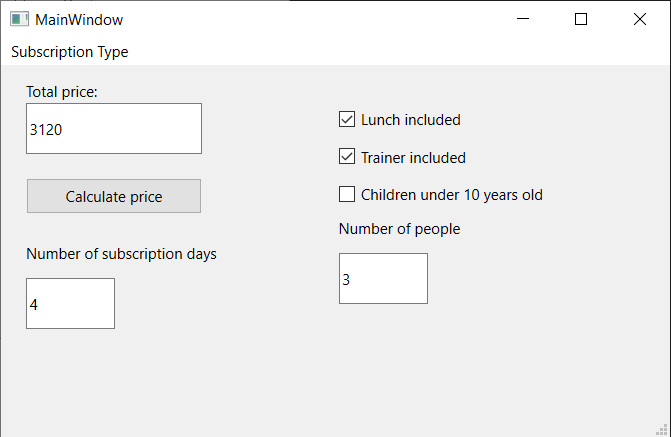 MainWindow
Subscription Type
Total price:
3120
Calculate price
Number of subscription days
4
Lunch included
Trainer included
Children under 10 years old
Number of people
3